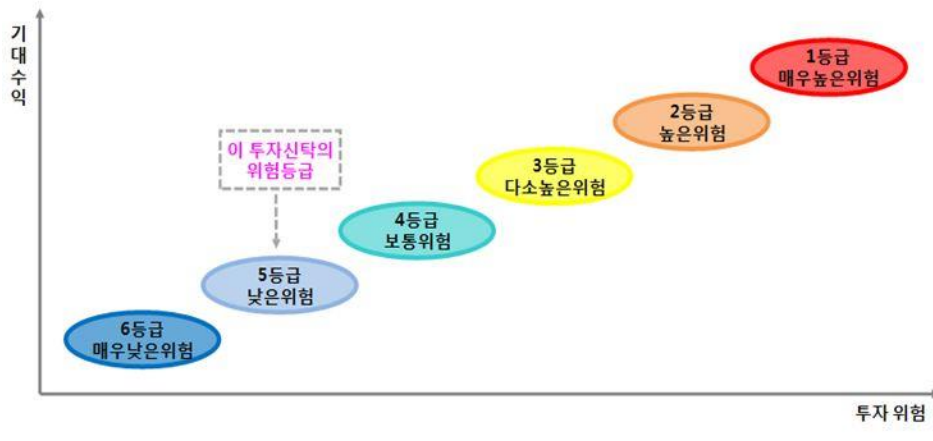 기대수익
1등급
매우높은위험
2등급
높은위험
이 투자신탁의
위험등급
3등급
다소높은위험
4등급
보통위험
5등급
낮은위험
6등급
매우낮은위험
투자 위험